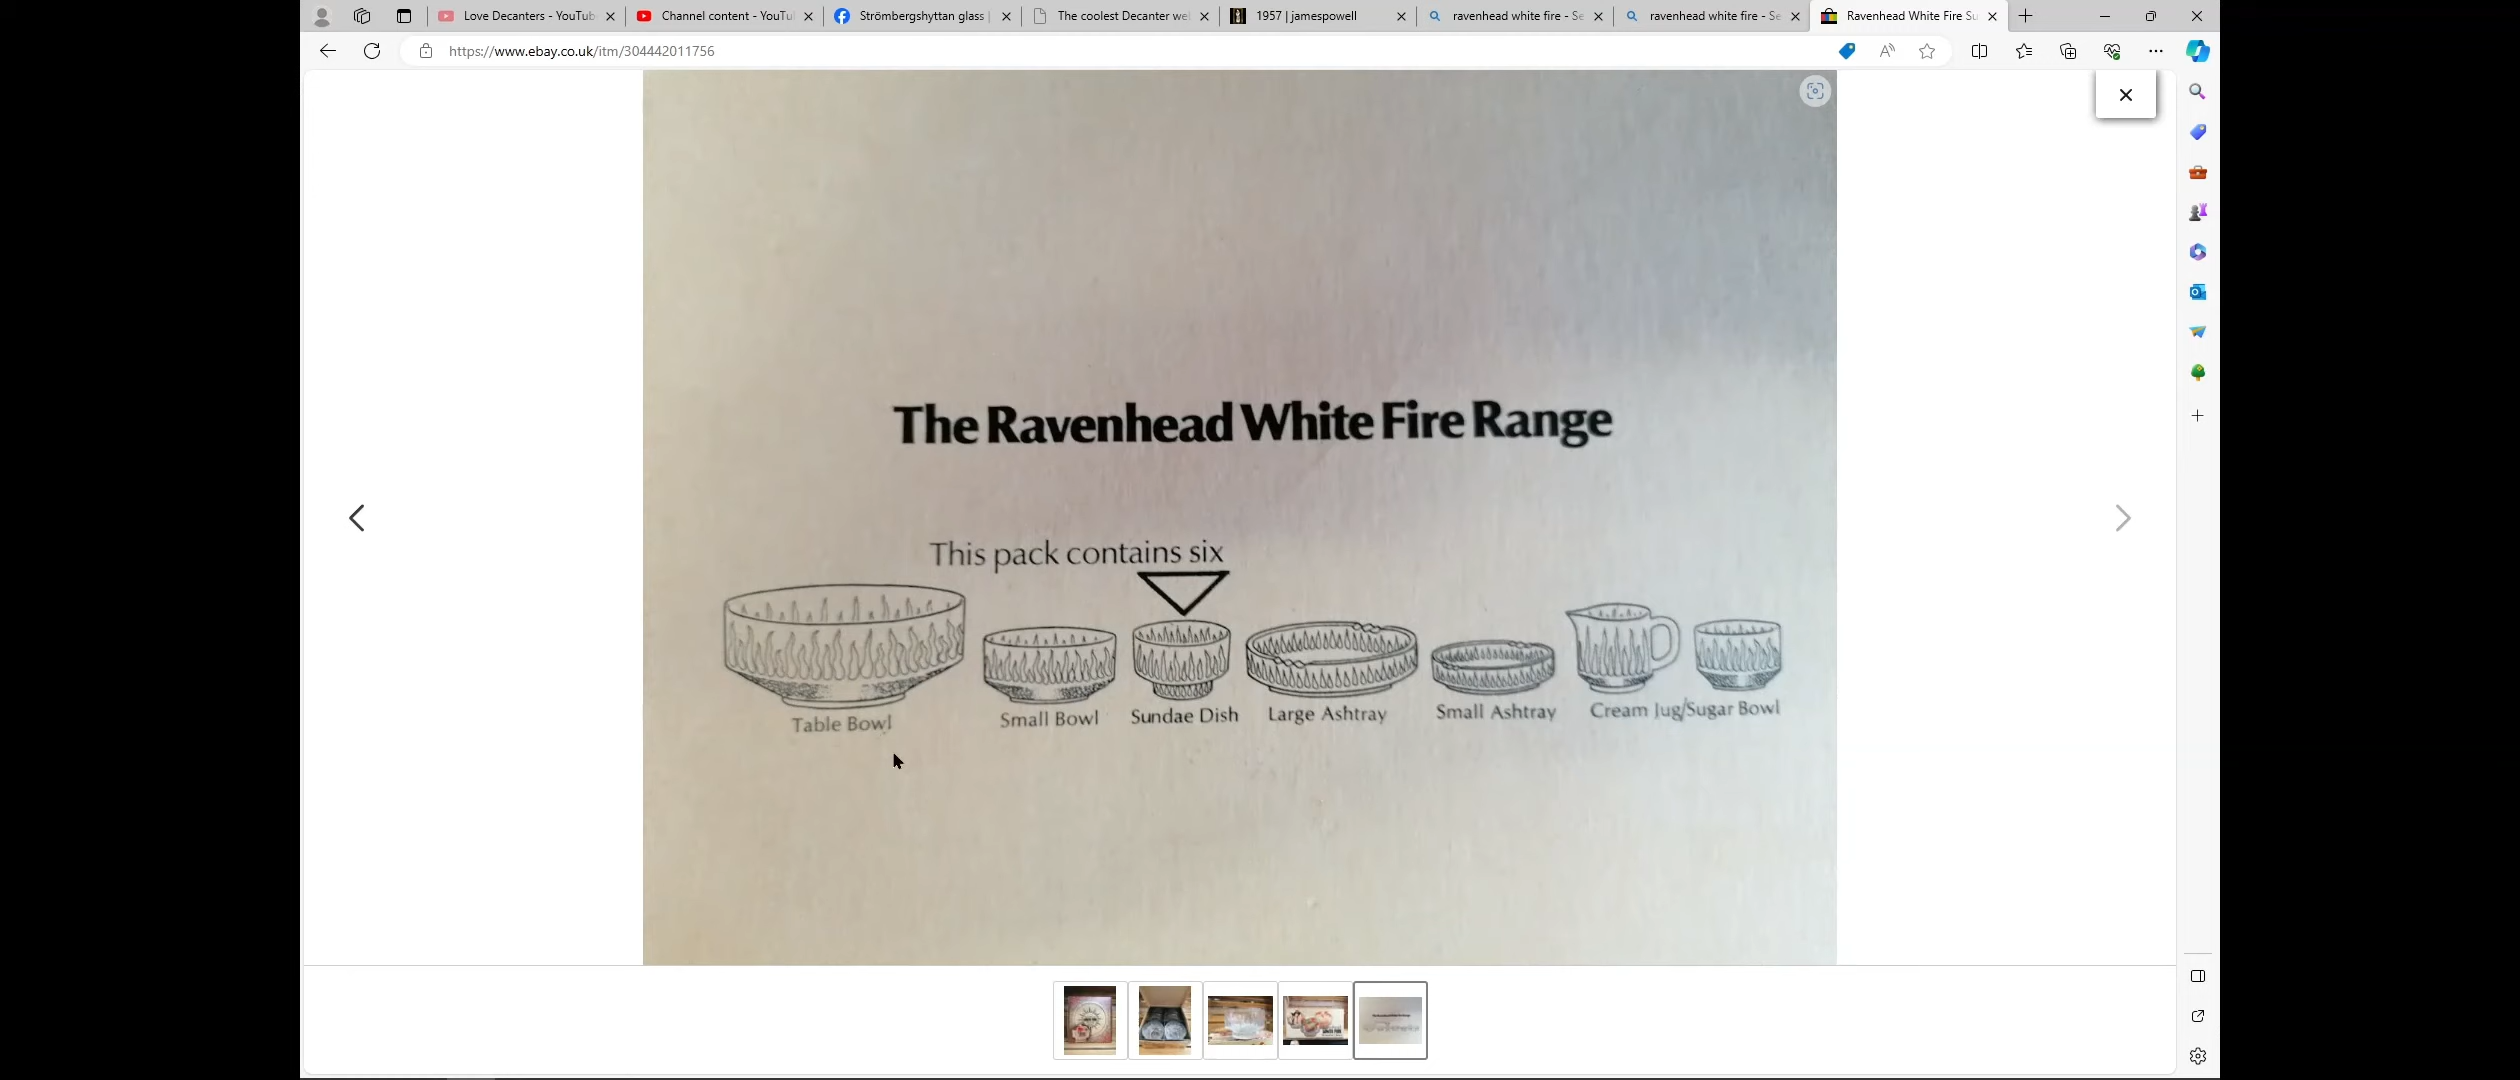 Love Decanters - YouTub
Channel content - YouTu
Strömbergshyttan glass |
The coolest Decanter we
1957 | jamespowell
ravenhead white fire - Se
ravenhead white fire - Se
Ravenhead White Fire Su
https://www.ebay.co.uk/itm/304442011756
The Ravenhead White Fire Range
This pack contains six
Table Bowl
Small Bowl
Sundae Dish
Large Ashtray
Small Ashtray
Cream Jug/Sugar Bowl